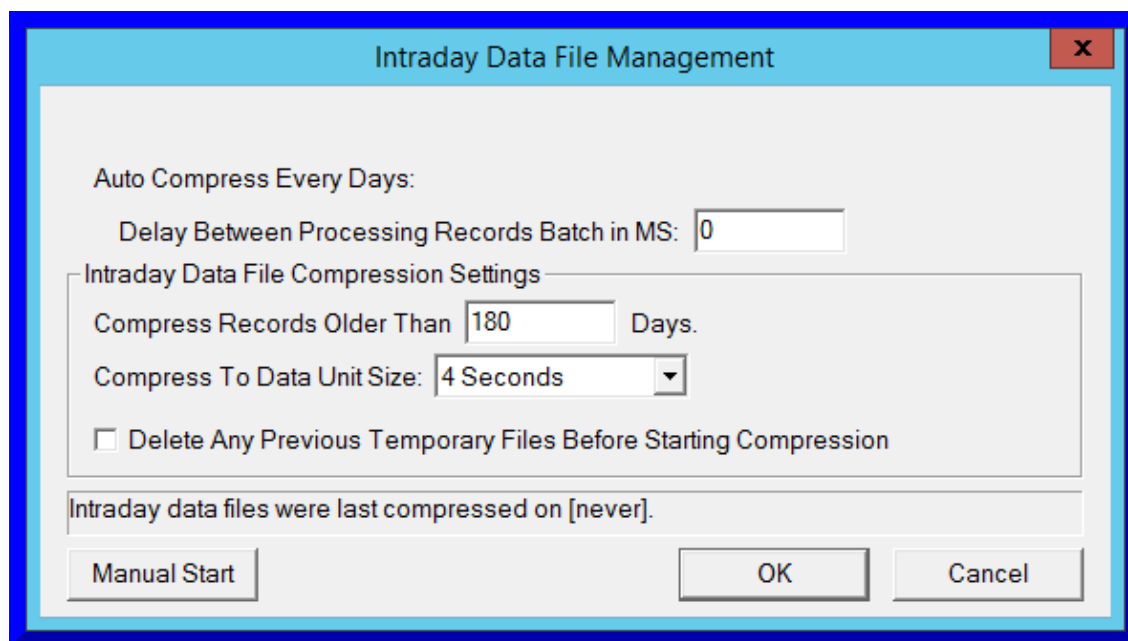 Intraday Data File Management
x
Auto Compress Every Days:
Delay Between Processing Records Batch in MS: 0
Intraday Data File Compression Settings
Compress Records Older Than 180 Days.
Compress To Data Unit Size: 4 Seconds
Delete Any Previous Temporary Files Before Starting Compression
Intraday data files were last compressed on [never].
Manual Start OK Cancel